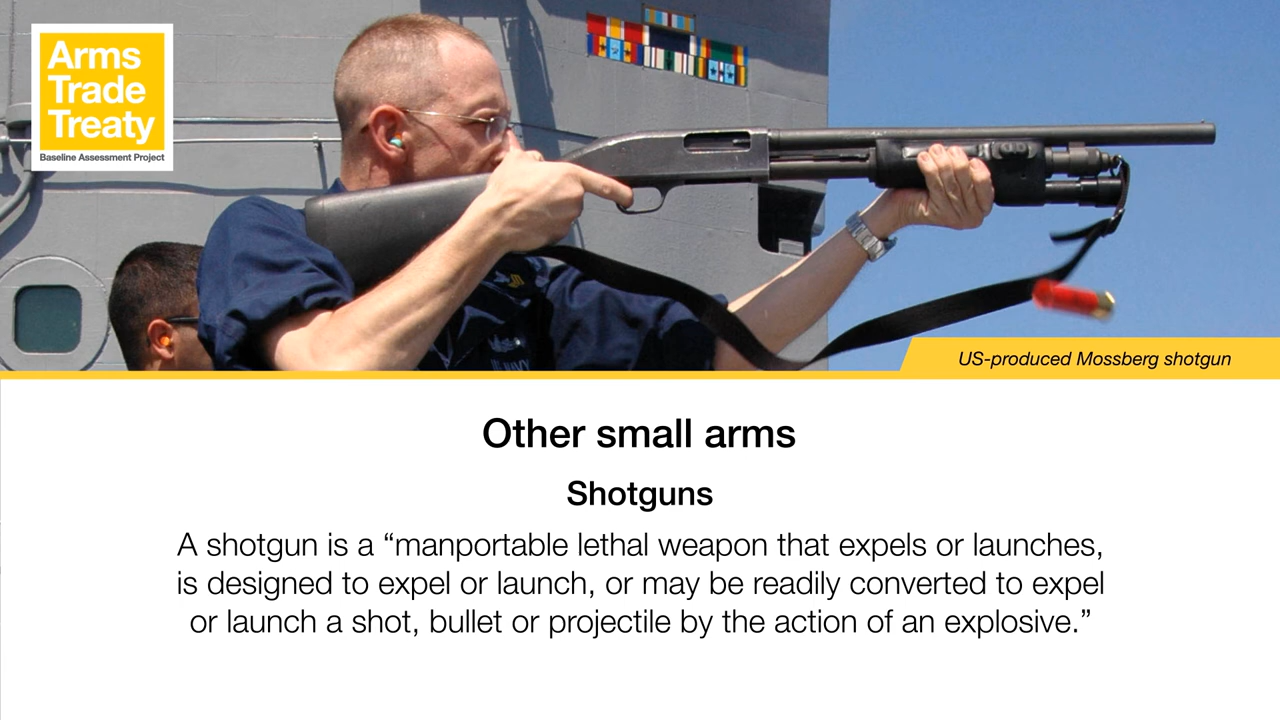 Arms
Trade
Treaty
Baseline Assessment Project
US NAVY
US-produced Mossberg shotgun
Other small arms
Shotguns
A shotgun is a “manportable lethal weapon that expels or launches,
is designed to expel or launch, or may be readily converted to expel
or launch a shot, bullet or projectile by the action of an explosive.”